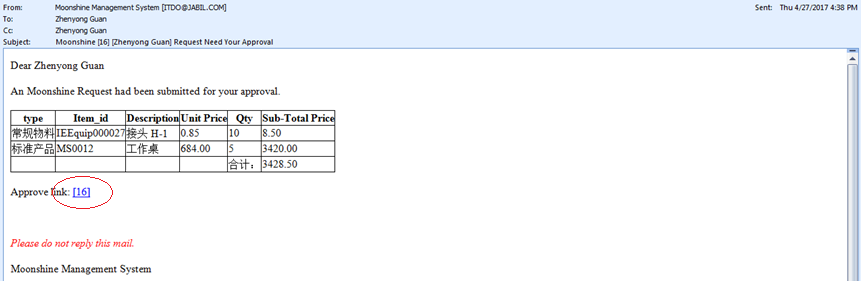 From: Moonshine Management System [ITDO@JABIL.COM] Sent: Thu 4/27/2017 4:38 PM
To: Zhenyong Guan
Cc: Zhenyong Guan
Subject: Moonshine [16] [Zhenyong Guan] Request Need Your Approval
Dear Zhenyong Guan
An Moonshine Request had been submitted for your approval.
type Item_id Description Unit Price Qty Sub-Total Price
常规物料 IEEquip000027 接头 H-1 0.85 10 8.50
标准产品 MS0012 工作桌 684.00 5 3420.00
合计: 3428.50
Approve link: [16]
Please do not reply this mail.
Moonshine Management System